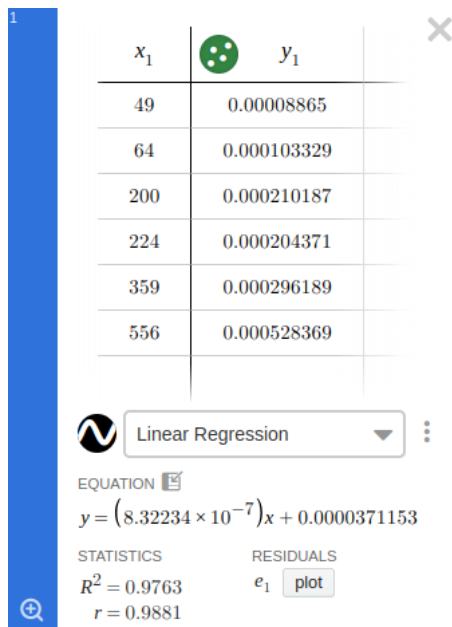 1
x₁ y₁
49 0.00008865
64 0.000103329
200 0.000210187
224 0.000204371
359 0.000296189
556 0.000528369
Linear Regression
EQUATION
y = (8.32234 × 10⁻⁷)x + 0.0000371153
STATISTICS RESIDUALS
R² = 0.9763 e₁ plot
r = 0.9881